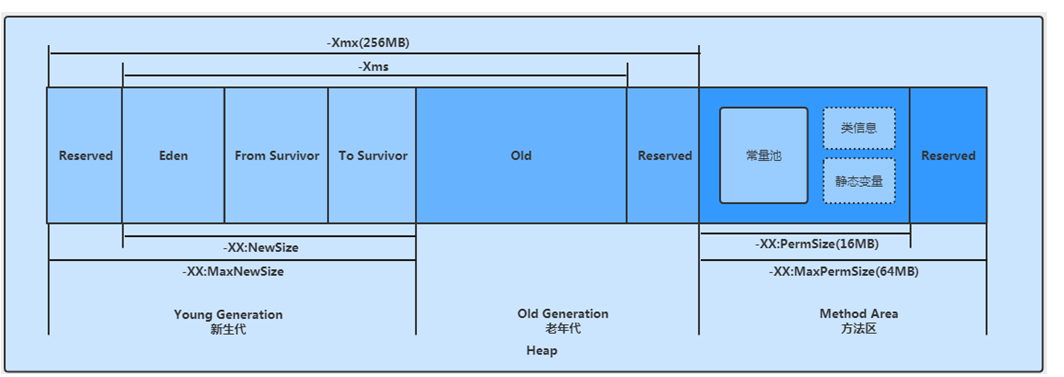 -Xmx(256MB)
-Xms
Reserved
Eden
From Survivor
To Survivor
Old
Reserved
常量池
类信息
静态变量
Reserved
-XX:NewSize
-XX:PermSize(16MB)
-XX:MaxNewSize
-XX:MaxPermSize(64MB)
Young Generation
新生代
Old Generation
老年代
Method Area
方法区
Heap